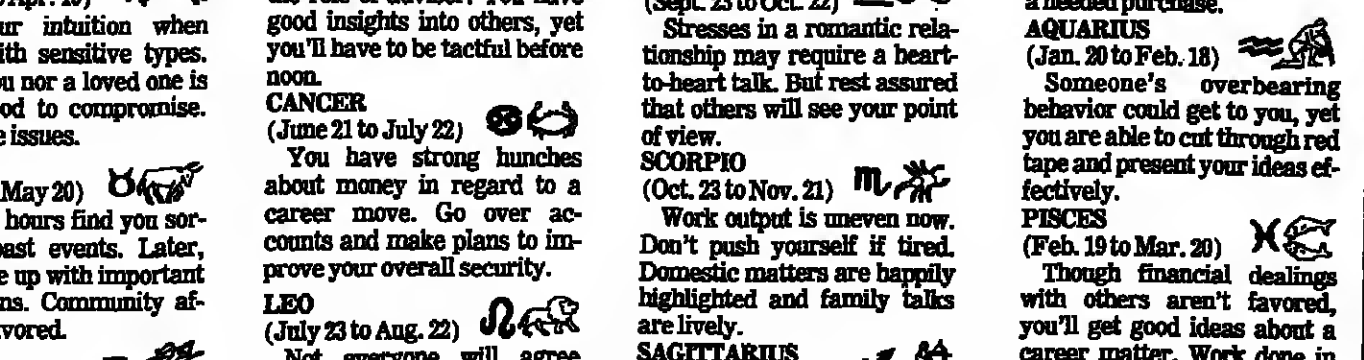 ur intuition when
ith sensitive types.
u nor a loved one is
od to compromise.
e issues.
May 20)
hours find you sor-
ast events. Later,
e up with important
ns. Community af-
vored.
good insights into others, yet
you'll have to be tactful before
noon.
CANCER
(June 21 to July 22)
You have strong hunches
about money in regard to a
career move. Go over ac-
counts and make plans to im-
prove your overall security.
LEO
(July 23 to Aug. 22)
Not everyone will agree
(Sept. 23 to Oct. 22)
Stresses in a romantic rela-
tionship may require a heart-
to-heart talk. But rest assured
that others will see your point
of view.
SCORPIO
(Oct. 23 to Nov. 21)
Work output is uneven now.
Don't push yourself if tired.
Domestic matters are happily
highlighted and family talks
are lively.
SAGITTARIUS
a needed purchase.
AQUARIUS
(Jan. 20 to Feb. 18)
Someone's overbearing
behavior could get to you, yet
you are able to cut through red
tape and present your ideas ef-
fectively.
PISCES
(Feb. 19 to Mar. 20)
Though financial dealings
with others aren't favored,
you'll get good ideas about a
career matter. Work done in